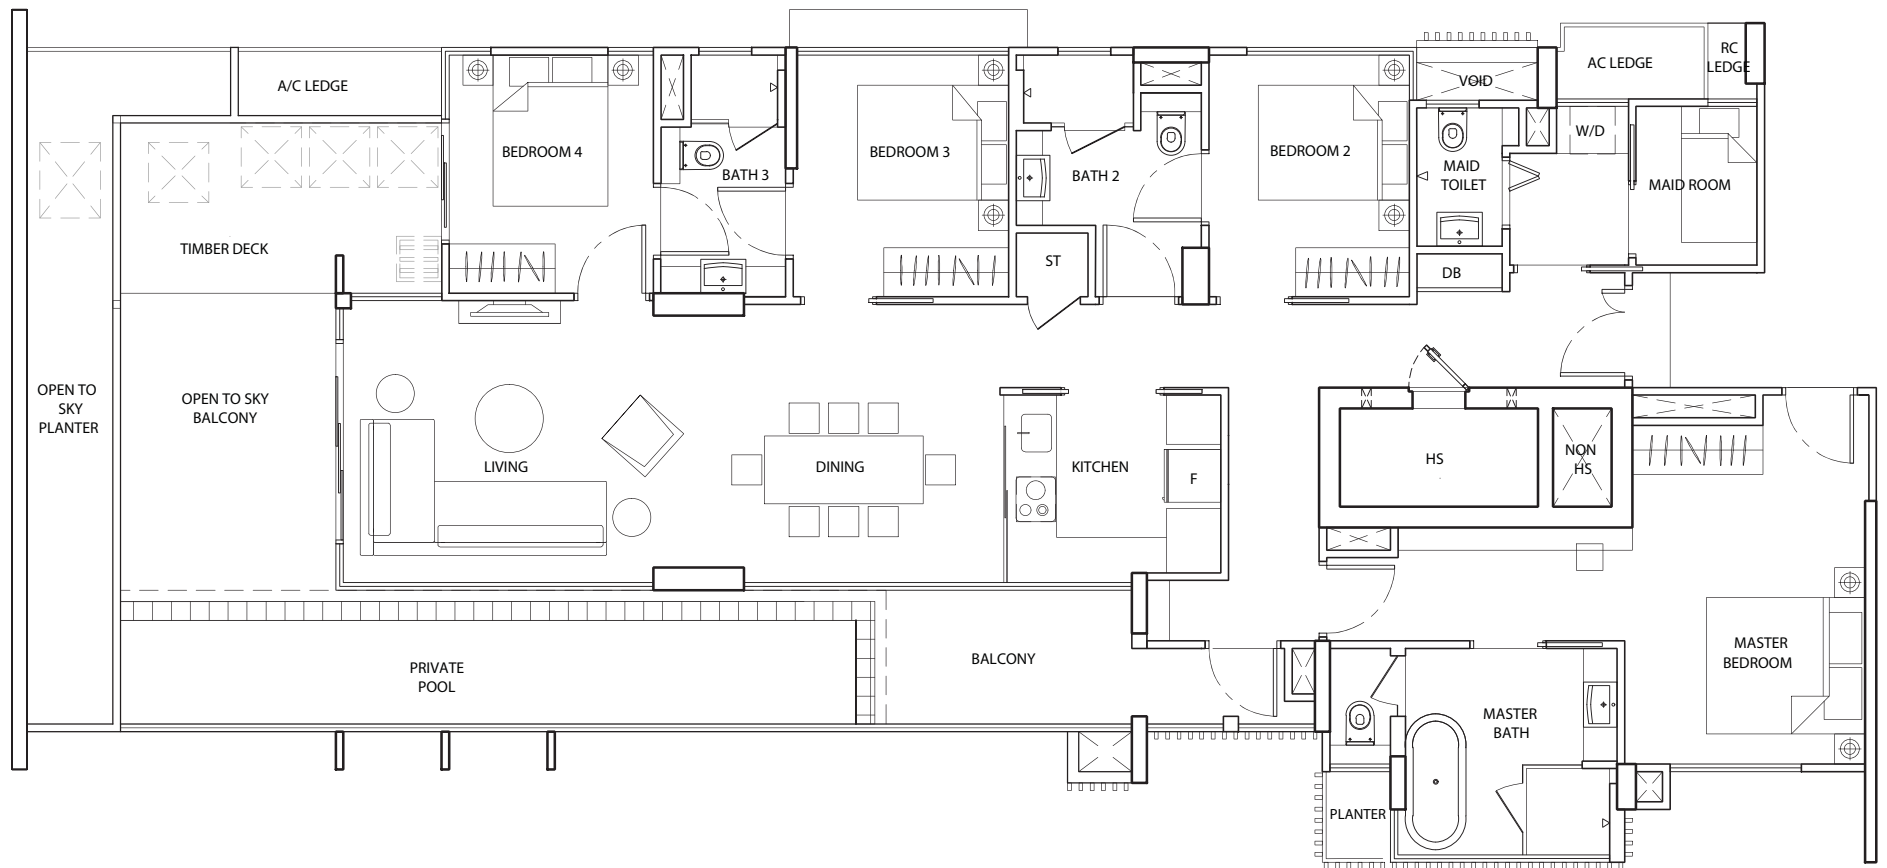 A/C LEDGE
VOID
AC LEDGE
RC
LEDGE
BEDROOM 4
BATH 3
BEDROOM 3
BATH 2
BEDROOM 2
MAID
TOILET
W/D
MAID ROOM
TIMBER DECK
ST
DB
OPEN TO
SKY
PLANTER
OPEN TO SKY
BALCONY
LIVING
DINING
KITCHEN
F
HS
NON
HS
PRIVATE
POOL
BALCONY
MASTER
BATH
MASTER
BEDROOM
PLANTER